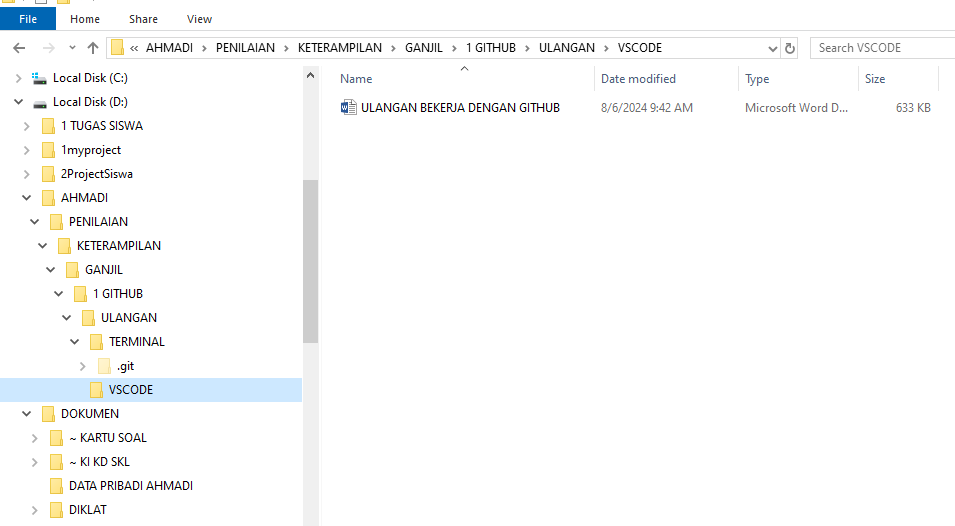 File Home Share View
« AHMADI > PENILAIAN > KETERAMPILAN > GANJIL > 1 GITHUB > ULANGAN > VSCODE Search VSCODE
Name Date modified Type Size
ULANGAN BEKERJA DENGAN GITHUB 8/6/2024 9:42 AM Microsoft Word D... 633 KB
Local Disk (C:)
Local Disk (D:)
1 TUGAS SISWA
1myproject
2ProjectSiswa
AHMADI
PENILAIAN
KETERAMPILAN
GANJIL
1 GITHUB
ULANGAN
TERMINAL
.git
VSCODE
DOKUMEN
~ KARTU SOAL
~ KI KD SKL
DATA PRIBADI AHMADI
DIKLAT